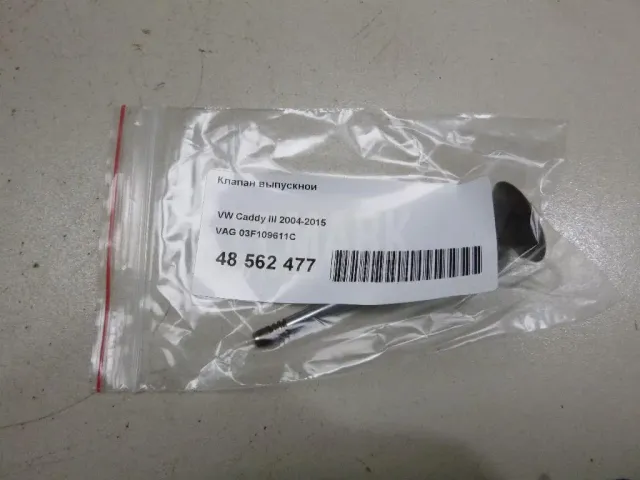 Клапан выпускной
VW Caddy III 2004-2015
VAG 03F109611C
48 562 477